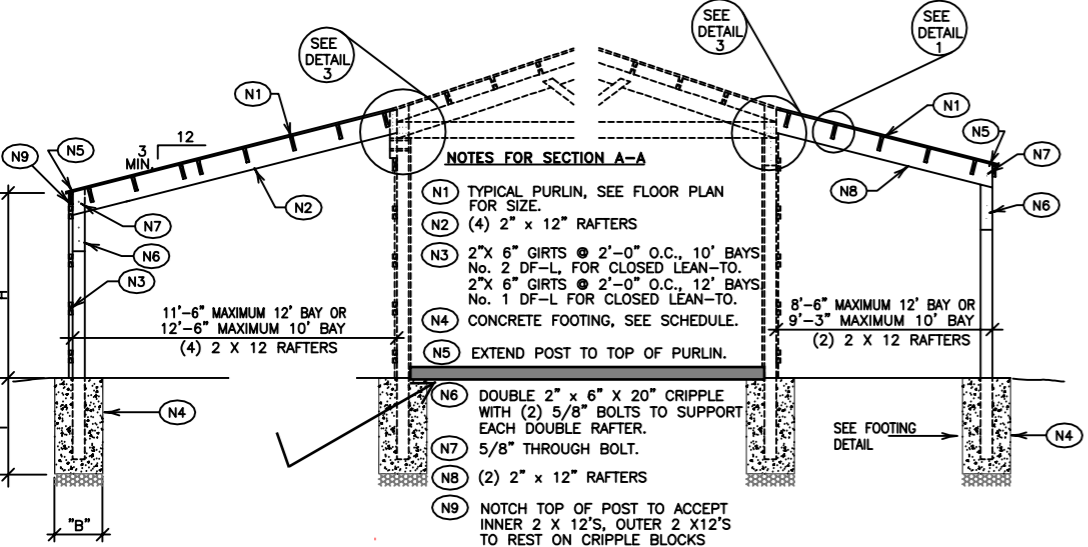 SEE
DETAIL
3
SEE
DETAIL
3
SEE
DETAIL
1
N1
12
3
MIN.
N9
N5
N2
N7
N6
N3
11'-6" MAXIMUM 12' BAY OR
12'-6" MAXIMUM 10' BAY
(4) 2 X 12 RAFTERS
N4
"B"
NOTES FOR SECTION A-A
N1 TYPICAL PURLIN, SEE FLOOR PLAN
FOR SIZE.
N2 (4) 2" x 12" RAFTERS
N3 2"X 6" GIRTS @ 2'-0" O.C., 10' BAYS
No. 2 DF-L, FOR CLOSED LEAN-TO.
2"X 6" GIRTS @ 2'-0" O.C., 12' BAYS
No. 1 DF-L FOR CLOSED LEAN-TO.
N4 CONCRETE FOOTING, SEE SCHEDULE.
N5 EXTEND POST TO TOP OF PURLIN.
N6 DOUBLE 2" x 6" X 20" CRIPPLE
WITH (2) 5/8" BOLTS TO SUPPORT
EACH DOUBLE RAFTER.
N7 5/8" THROUGH BOLT.
N8 (2) 2" x 12" RAFTERS
N9 NOTCH TOP OF POST TO ACCEPT
INNER 2 X 12'S, OUTER 2 X12'S
TO REST ON CRIPPLE BLOCKS
N1
N5
N7
N8
N6
8'-6" MAXIMUM 12' BAY OR
9'-3" MAXIMUM 10' BAY
(2) 2 X 12 RAFTERS
SEE FOOTING
DETAIL
N4